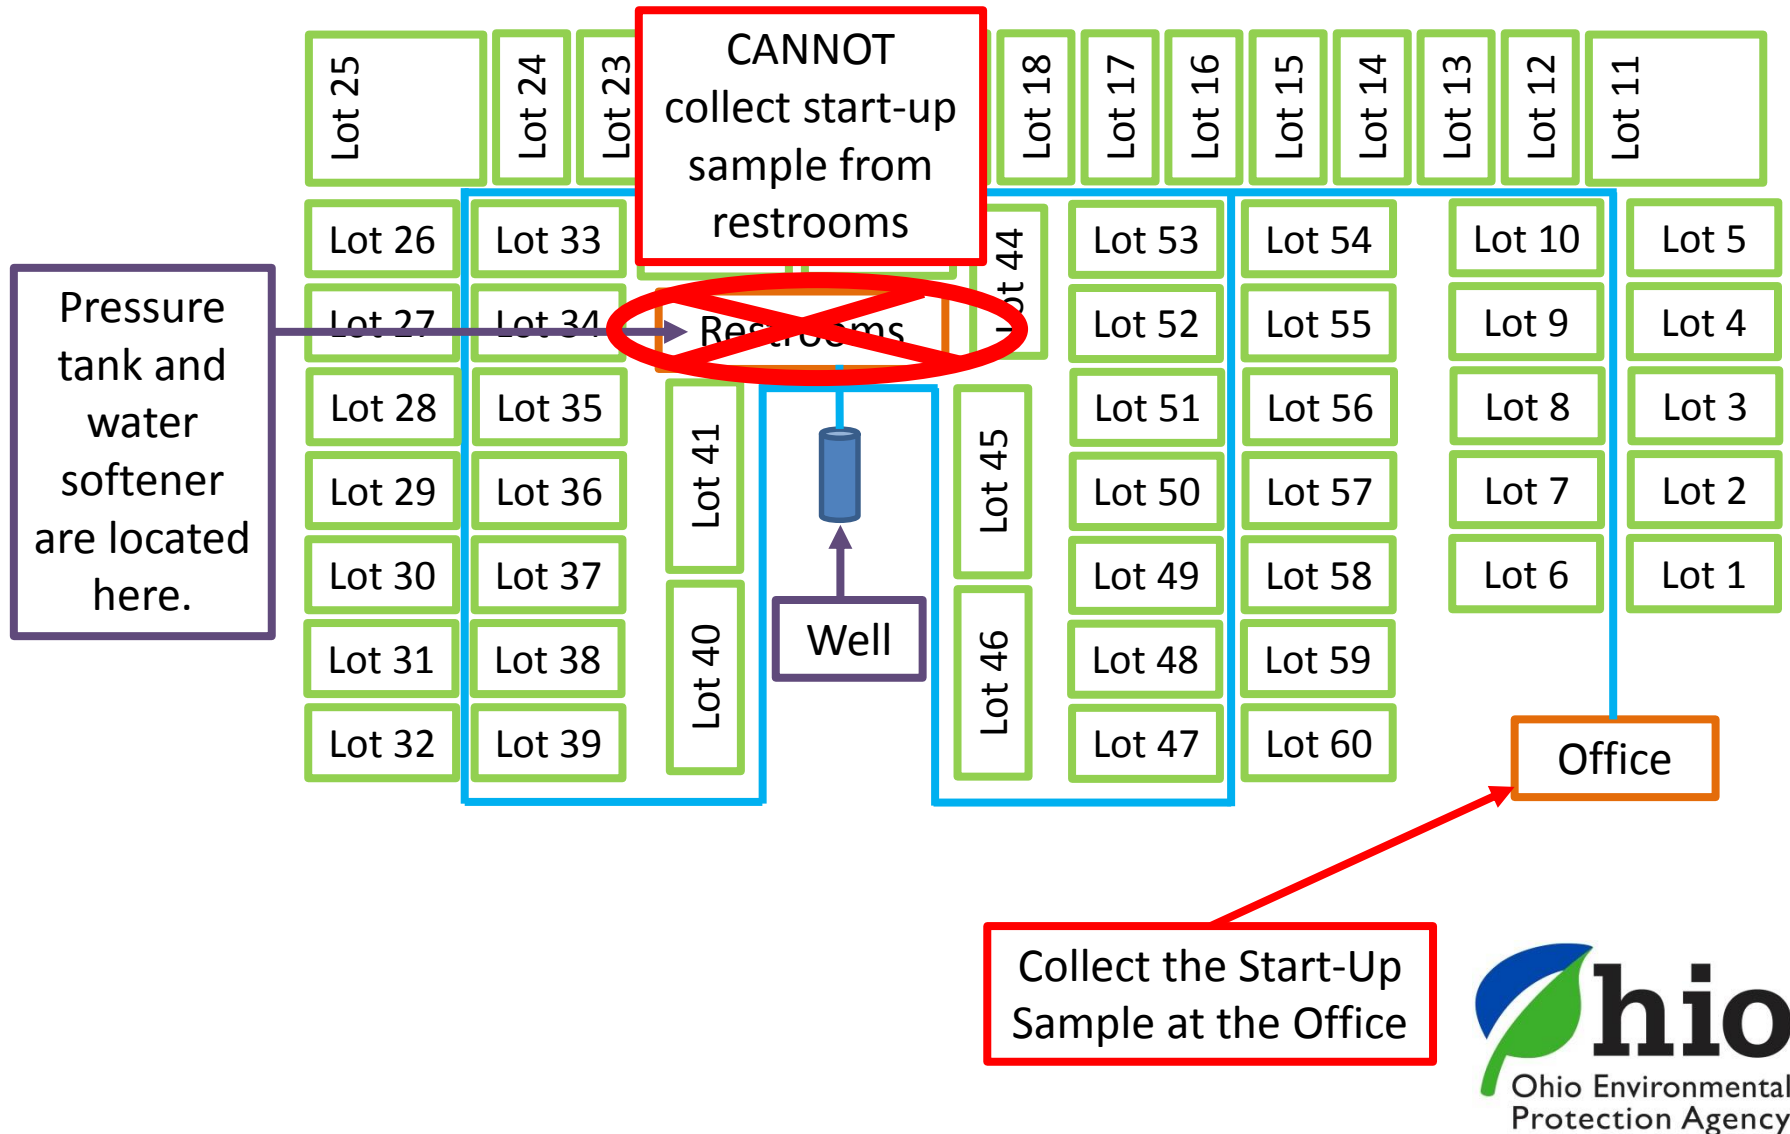 Lot 25
Lot 24
Lot 23
CANNOT
collect start-up
sample from
restrooms
Lot 18
Lot 17
Lot 16
Lot 15
Lot 14
Lot 13
Lot 12
Lot 11
Lot 26
Lot 33
Lot 44
Lot 53
Lot 54
Lot 10
Lot 5
Pressure
tank and
water
softener
are located
here.
Lot 27
Lot 34
Restrooms
Lot 52
Lot 55
Lot 9
Lot 4
Lot 28
Lot 35
Lot 41
Lot 45
Lot 51
Lot 56
Lot 8
Lot 3
Lot 29
Lot 36
Lot 50
Lot 57
Lot 7
Lot 2
Lot 30
Lot 37
Lot 49
Lot 58
Lot 6
Lot 1
Lot 31
Lot 38
Lot 40
Well
Lot 46
Lot 48
Lot 59
Lot 32
Lot 39
Lot 47
Lot 60
Office
Collect the Start-Up
Sample at the Office
Ohio
Ohio Environmental
Protection Agency